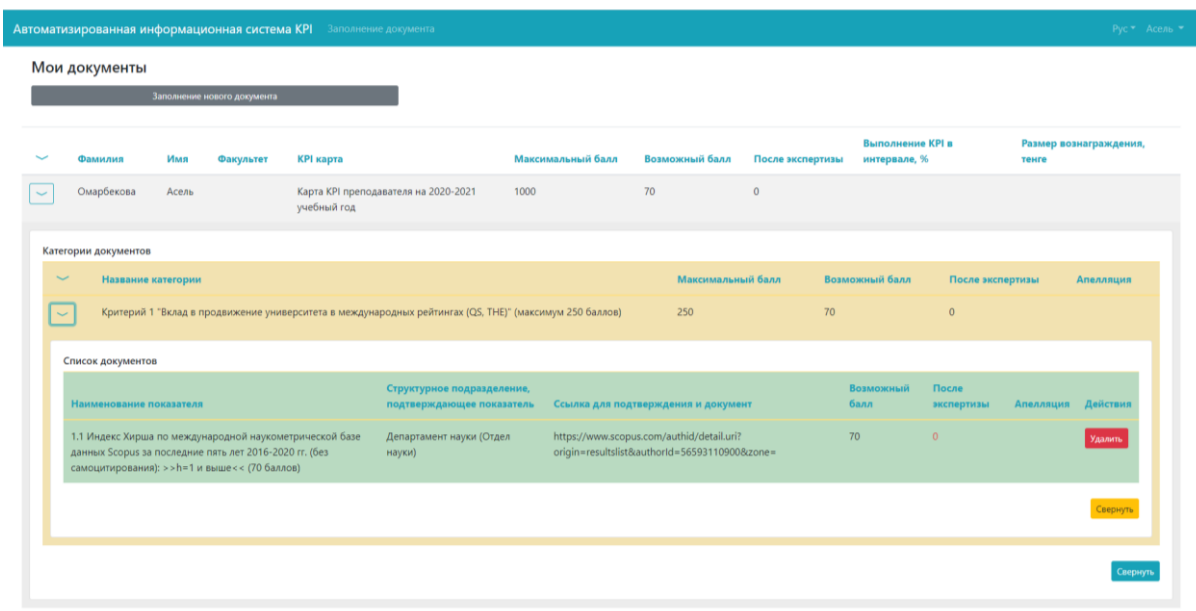 Автоматизированная информационная система KPI Заполнение документа Рус Асель
Мои документы
Заполнение нового документа
Фамилия Имя Факультет KPI карта Максимальный балл Возможный балл После экспертизы Выполнение KPI в интервале, % Размер вознаграждения, тенге
Омарбекова Асель Карта KPI преподавателя на 2020-2021 учебный год 1000 70 0
Категории документов
Название категории Максимальный балл Возможный балл После экспертизы Апелляция
Критерий 1 "Вклад в продвижение университета в международных рейтингах (QS, THE)" (максимум 250 баллов) 250 70 0
Список документов
Наименование показателя Структурное подразделение, подтверждающее показатель Ссылка для подтверждения и документ Возможный балл После экспертизы Апелляция Действия
1.1 Индекс Хирша по международной наукометрической базе Департамент науки (Отдел https://www.scopus.com/authid/detail.uri? 70 0 Удалить
данных Scopus за последние пять лет 2016-2020 гг. (без науки) origin=resultslist&authorId=56593110900&zone=
самоцитирования): >>h=1 и выше<< (70 баллов)
Свернуть
Свернуть